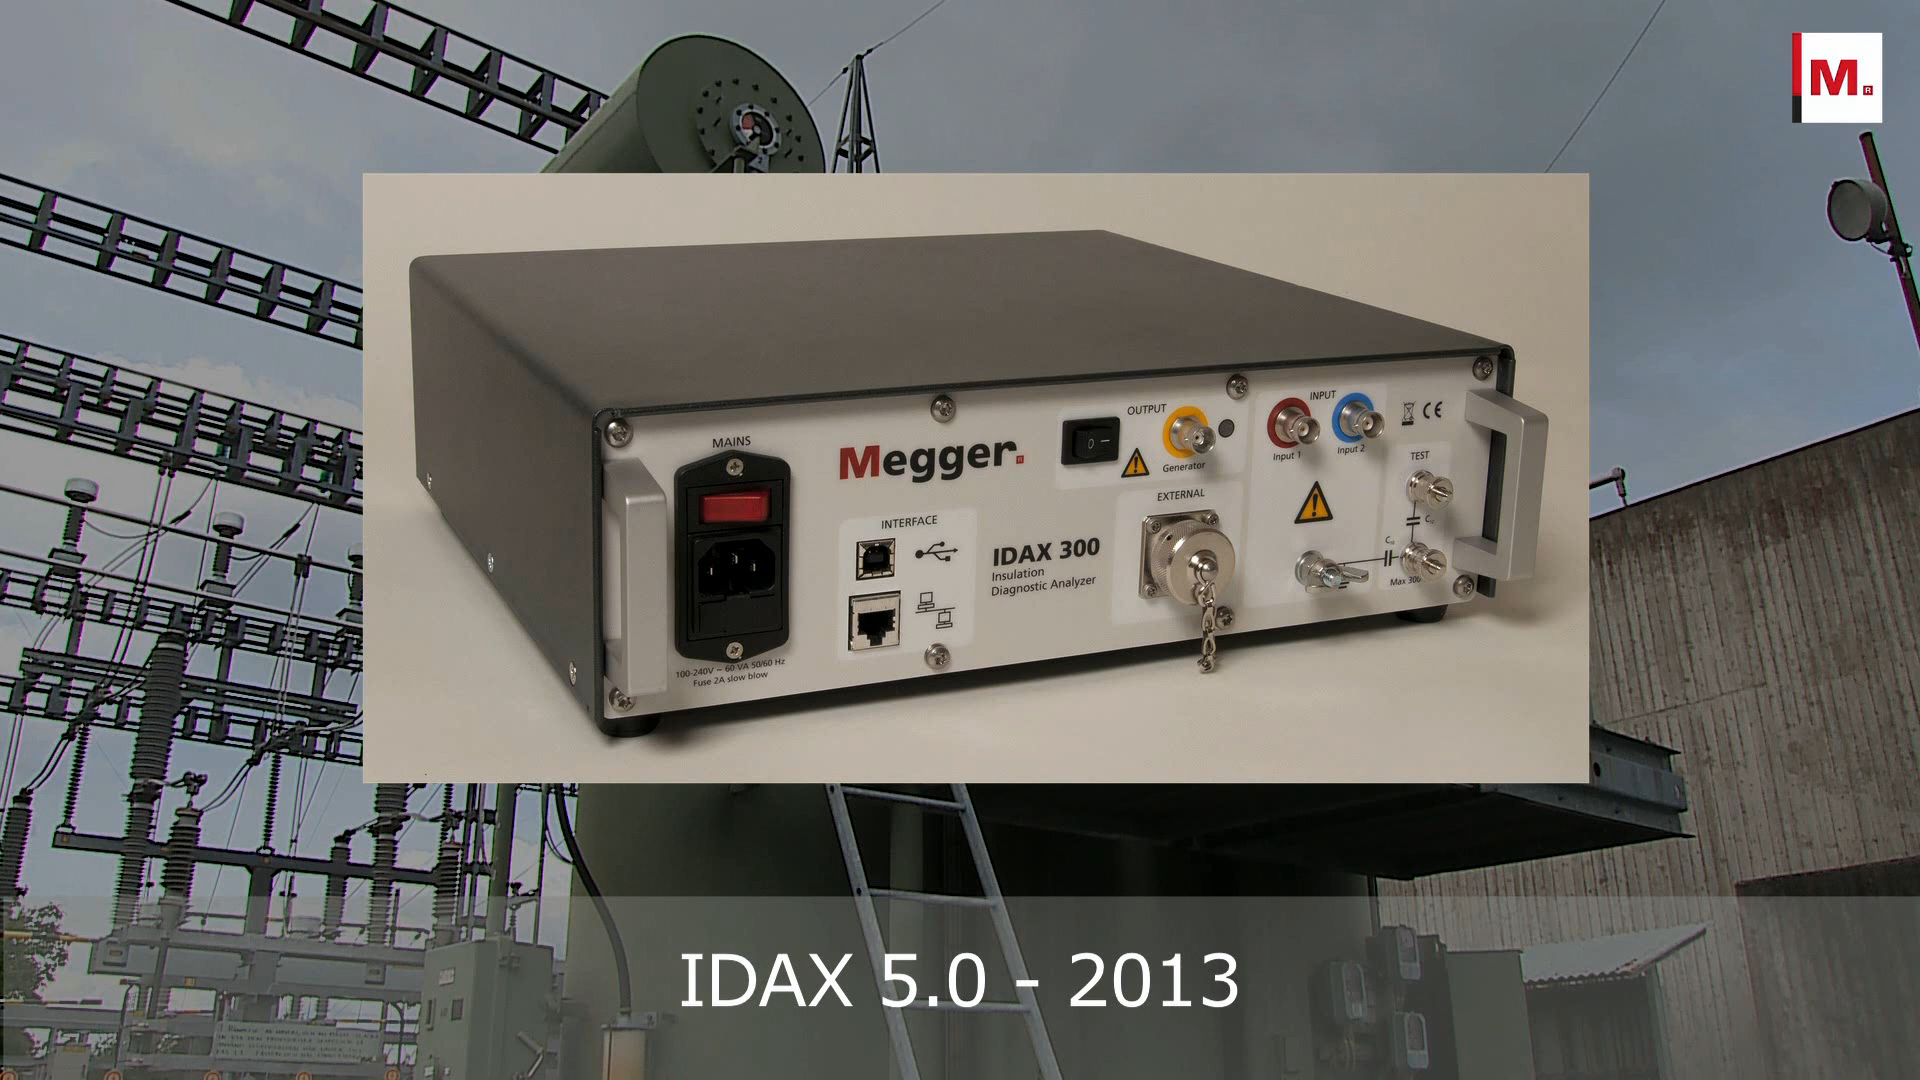 M.
MAINS
100-240V ~ 60 VA 50/60 Hz
Fuse 2A slow blow
Megger.
INTERFACE
IDAX 300
Insulation
Diagnostic Analyzer
OUTPUT
Generator
EXTERNAL
INPUT
Input 1
Input 2
CE
TEST
IDAX 5.0 - 2013